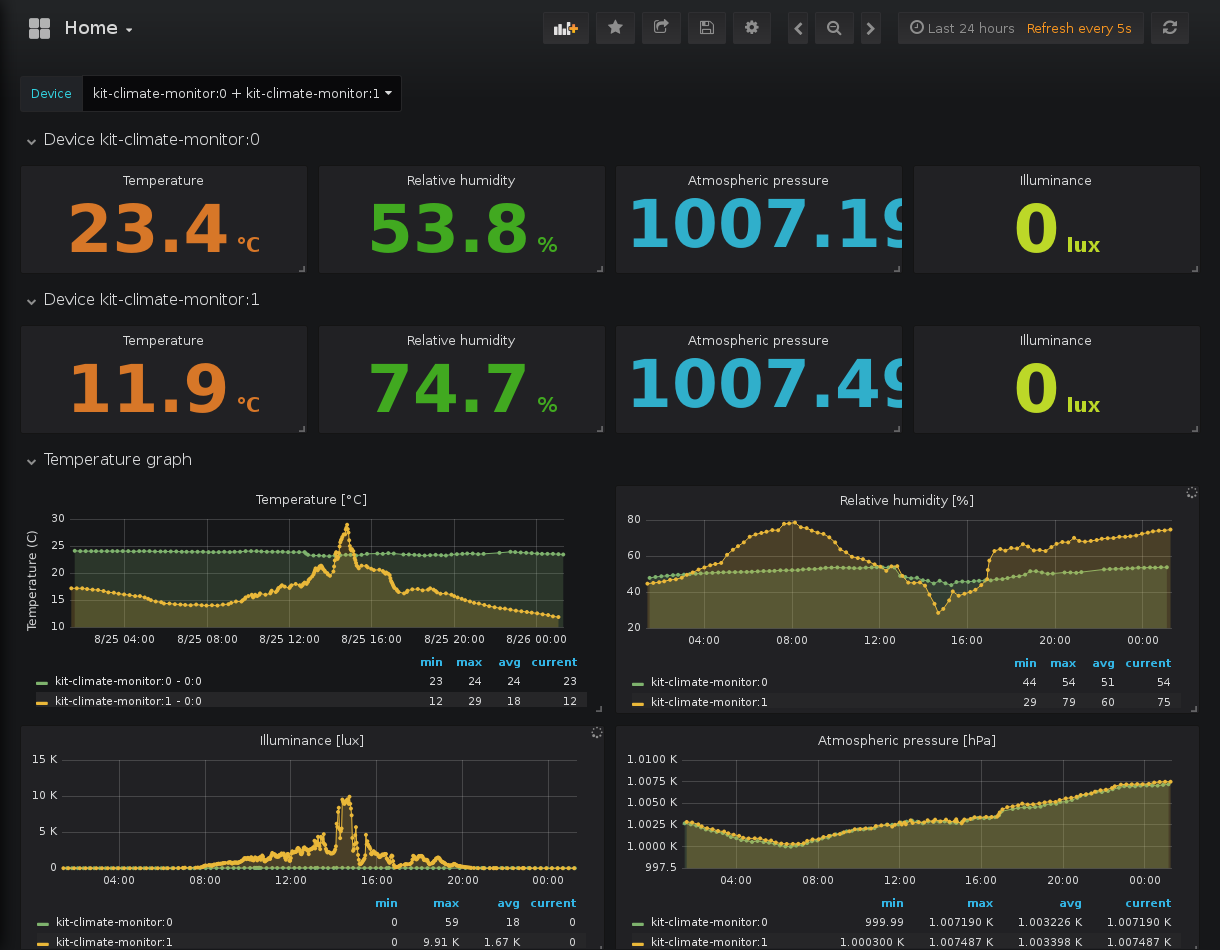 Home
Last 24 hours Refresh every 5s
Device kit-climate-monitor:0 + kit-climate-monitor:1
Device kit-climate-monitor:0
Temperature Relative humidity Atmospheric pressure Illuminance
23.4 °C 53.8 % 1007.19 0 lux
Device kit-climate-monitor:1
Temperature Relative humidity Atmospheric pressure Illuminance
11.9 °C 74.7 % 1007.49 0 lux
Temperature graph
Temperature [°C]
Temperature (C)
30
25
20
15
10
8/25 04:00 8/25 08:00 8/25 12:00 8/25 16:00 8/25 20:00 8/26 00:00
min max avg current
kit-climate-monitor:0 - 0:0 23 24 24 23
kit-climate-monitor:1 - 0:0 12 29 18 12
Relative humidity [%]
80
60
40
20
04:00 08:00 12:00 16:00 20:00 00:00
min max avg current
kit-climate-monitor:0 44 54 51 54
kit-climate-monitor:1 29 79 60 75
Illuminance [lux]
15 K
10 K
5 K
0
04:00 08:00 12:00 16:00 20:00 00:00
min max avg current
kit-climate-monitor:0 0 59 18 0
kit-climate-monitor:1 0 9.91 K 1.67 K 0
Atmospheric pressure [hPa]
1.0100 K
1.0075 K
1.0050 K
1.0025 K
1.0000 K
997.5
04:00 08:00 12:00 16:00 20:00 00:00
min max avg current
kit-climate-monitor:0 999.99 1.007190 K 1.003226 K 1.007190 K
kit-climate-monitor:1 1.000300 K 1.007487 K 1.003398 K 1.007487 K